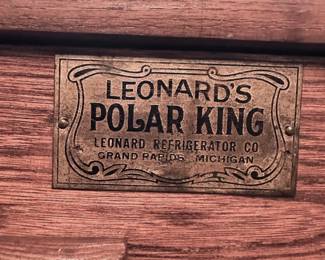 LEONARD'S
POLAR KING
LEONARD REFRIGERATOR CO
GRAND RAPIDS MICHIGAN